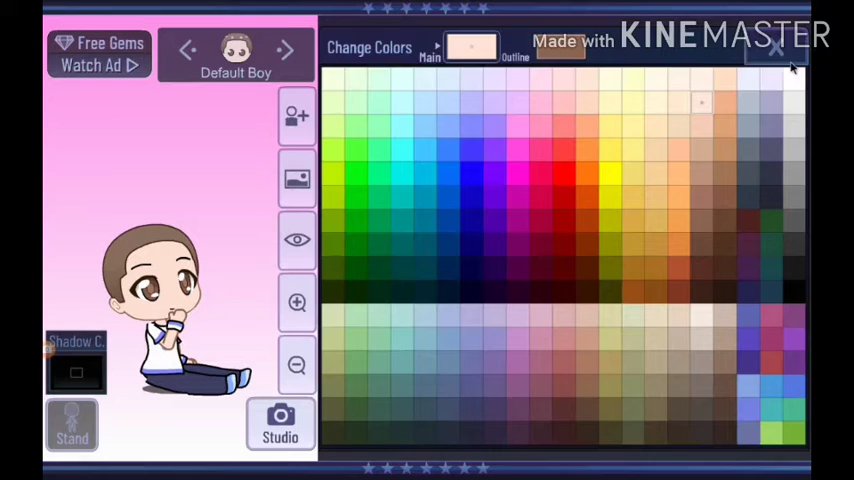 Free Gems
Watch Ad
Default Boy
Change Colors
Main
Outline
Made with KINEMASTER
X
Shadow C.
Stand
Studio